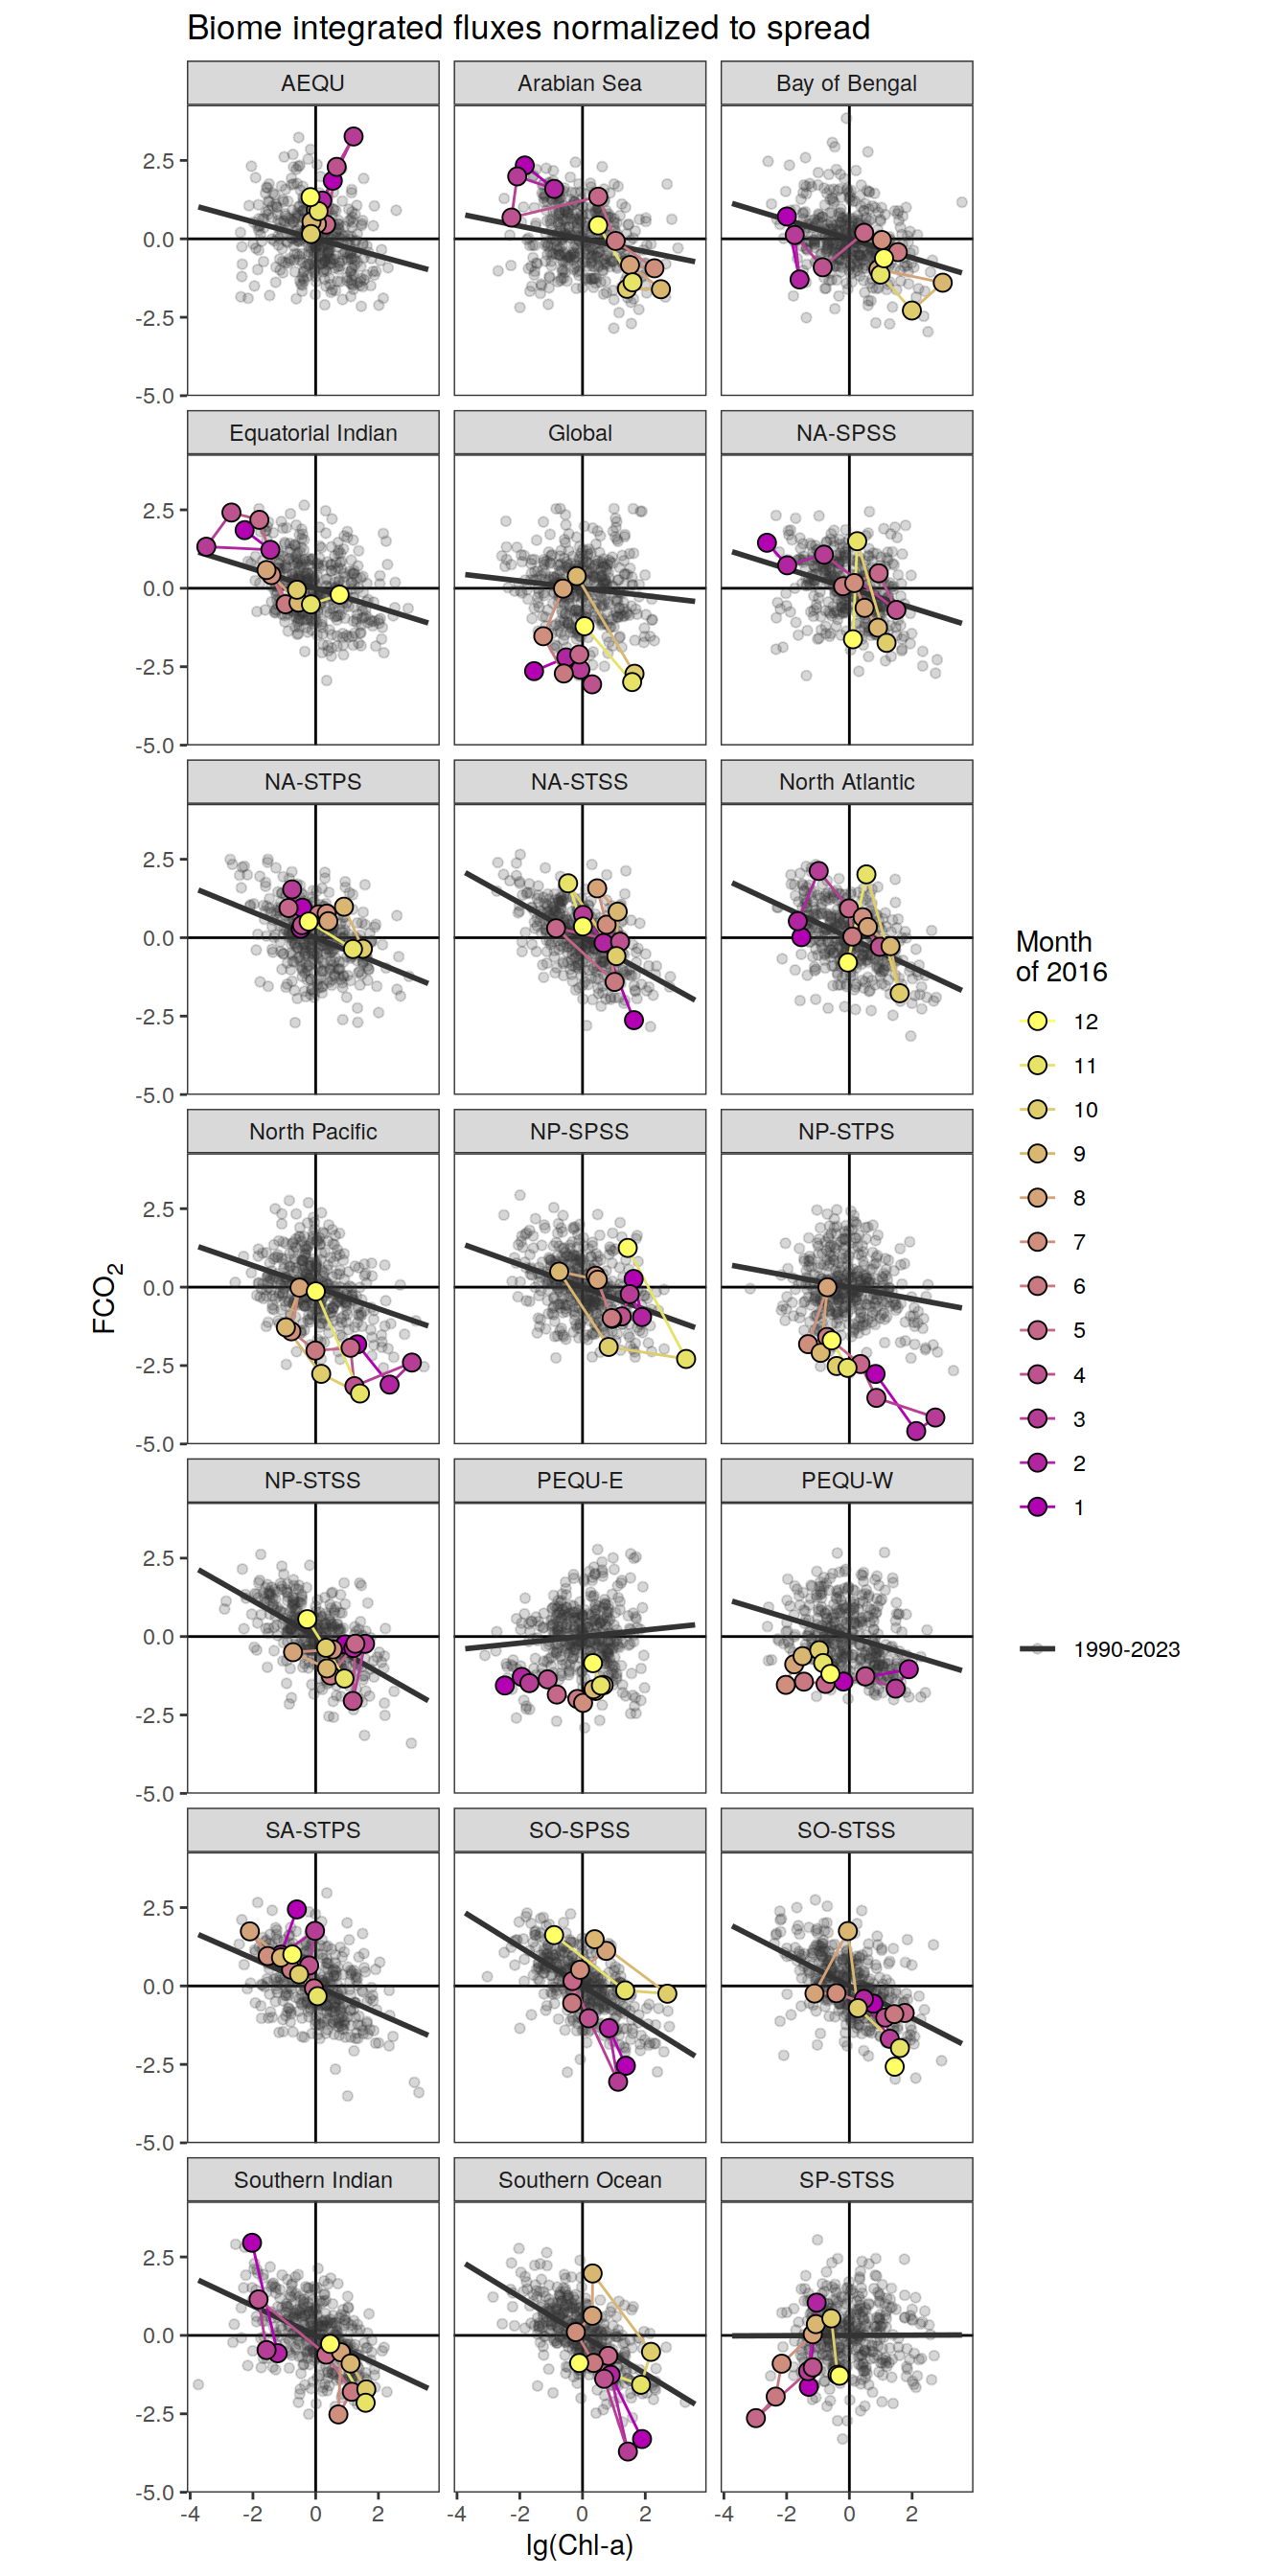 Biome integrated fluxes normalized to spread
AEQU
Arabian Sea
Bay of Bengal
2.5
0.0
-2.5
-5.0
Equatorial Indian
Global
NA-SPSS
2.5
0.0
-2.5
-5.0
NA-STPS
NA-STSS
North Atlantic
2.5
0.0
-2.5
-5.0
North Pacific
NP-SPSS
NP-STPS
2.5
0.0
-2.5
-5.0
NP-STSS
PEQU-E
PEQU-W
2.5
0.0
-2.5
-5.0
SA-STPS
SO-SPSS
SO-STSS
2.5
0.0
-2.5
-5.0
Southern Indian
Southern Ocean
SP-STSS
2.5
0.0
-2.5
-5.0
-4 -2 0 2
-4 -2 0 2
-4 -2 0 2
lg(Chl-a)
FCO₂
Month
of 2016
12
11
10
9
8
7
6
5
4
3
2
1
1990-2023